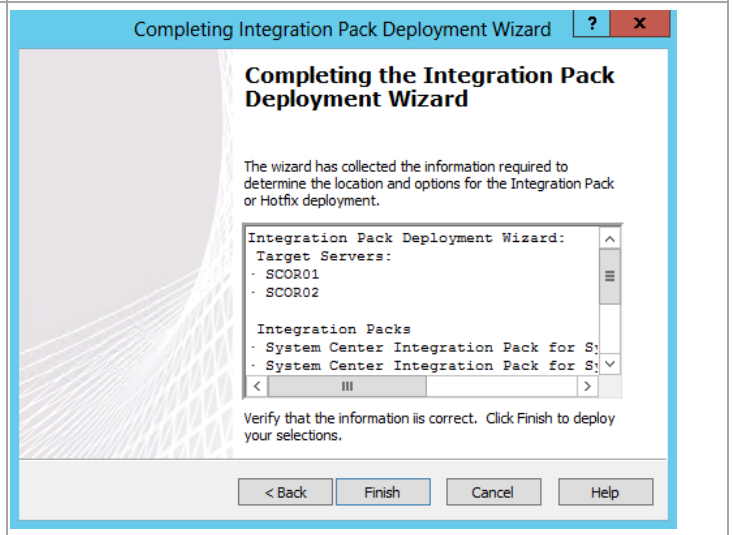 Completing Integration Pack Deployment Wizard ? x
Completing the Integration Pack
Deployment Wizard
The wizard has collected the information required to
determine the location and options for the Integration Pack
or Hotfix deployment.
Integration Pack Deployment Wizard:
Target Servers:
- SCOR01
- SCOR02
Integration Packs
- System Center Integration Pack for
- System Center Integration Pack for
Verify that the information iis correct. Click Finish to deploy
your selections.
< Back Finish Cancel Help